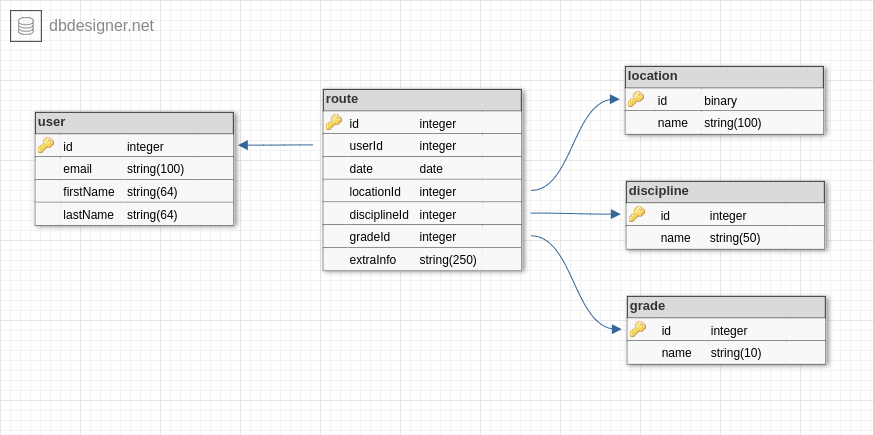 dbdesigner.net
user
id integer
email string(100)
firstName string(64)
lastName string(64)
route
id integer
userId integer
date date
locationId integer
disciplineId integer
gradeId integer
extraInfo string(250)
location
id binary
name string(100)
discipline
id integer
name string(50)
grade
id integer
name string(10)